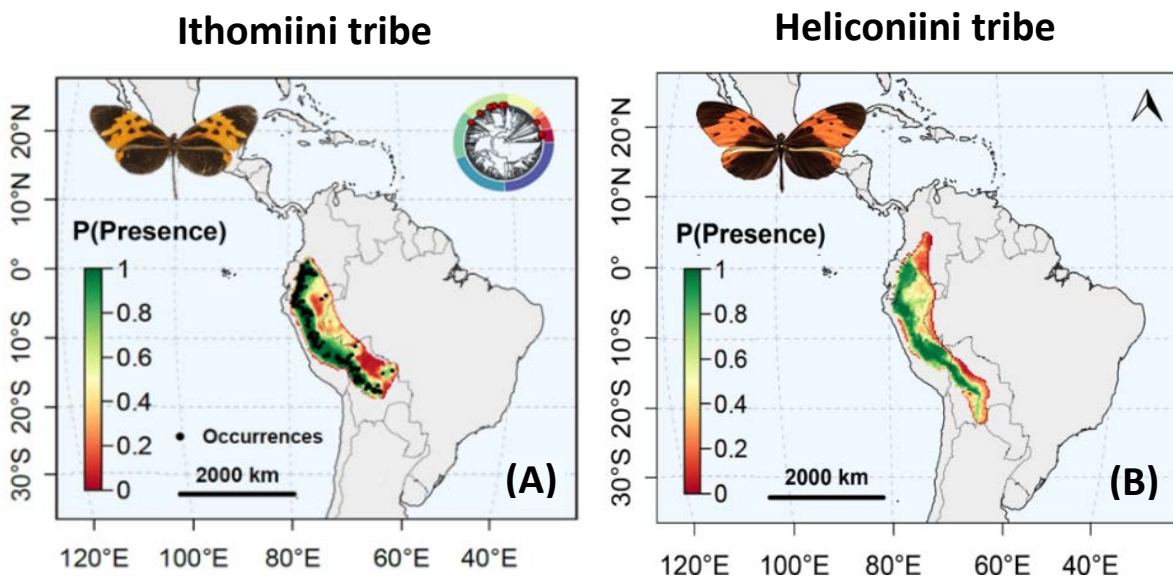 Ithomiini tribe
Heliconiini tribe
20°N
10°N
0°
10°S
20°S
30°S
P(Presence)
1
0.8
0.6
0.4
0.2
0
Occurrences
2000 km
(A)
120°E
100°E
80°E
60°E
40°E
20°N
10°N
0°
10°S
20°S
30°S
P(Presence)
1
0.8
0.6
0.4
0.2
0
2000 km
(B)
120°E
100°E
80°E
60°E
40°E